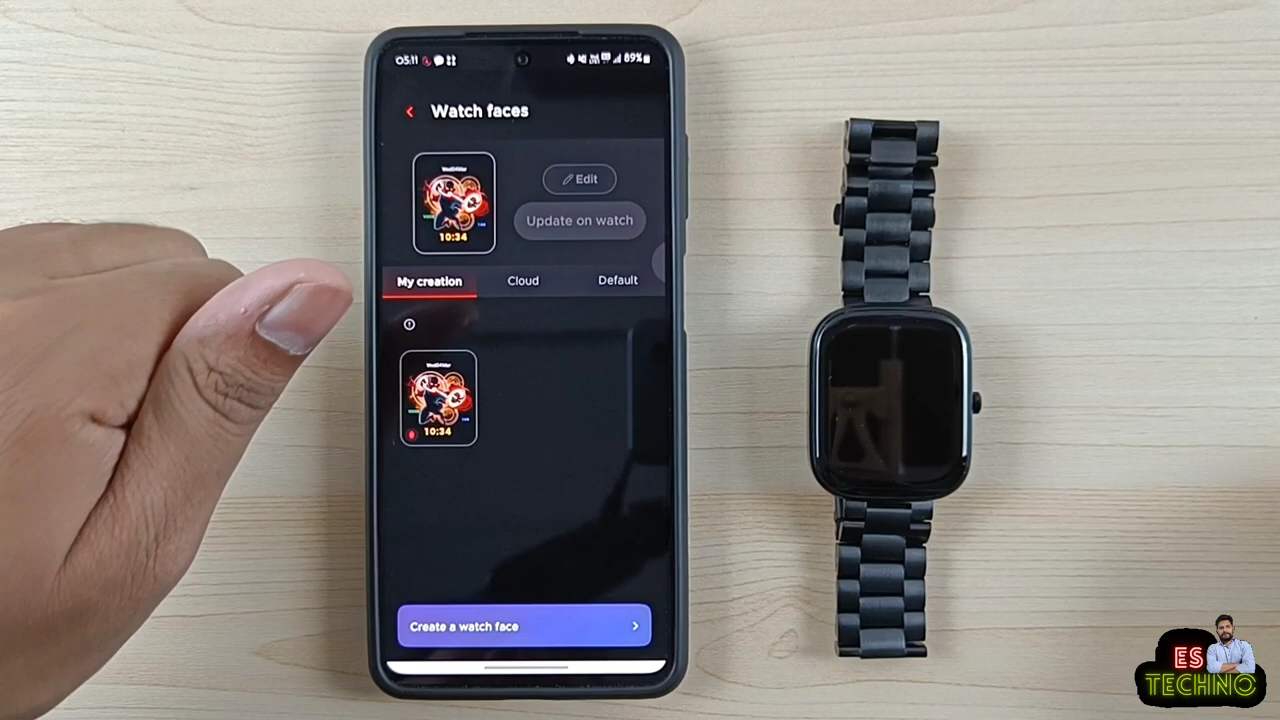 05:11
89%
Watch faces
Edit
Update on watch
10:34
My creation
Cloud
Default
10:34
Create a watch face
ES
TECHNO